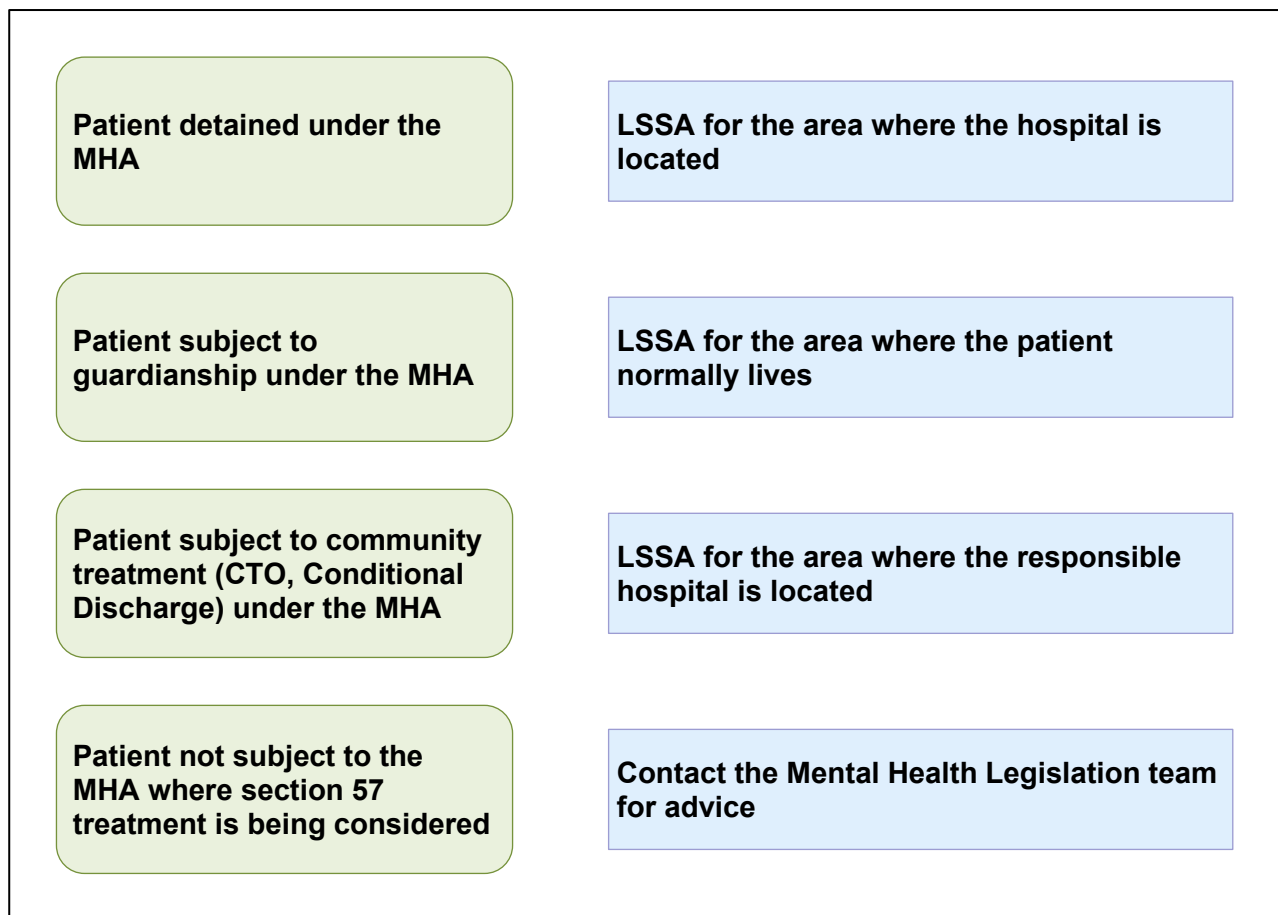 Patient detained under the
MHA
LSSA for the area where the hospital is
located
Patient subject to
guardianship under the MHA
LSSA for the area where the patient
normally lives
Patient subject to community
treatment (CTO, Conditional
Discharge) under the MHA
LSSA for the area where the responsible
hospital is located
Patient not subject to the
MHA where section 57
treatment is being considered
Contact the Mental Health Legislation team
for advice